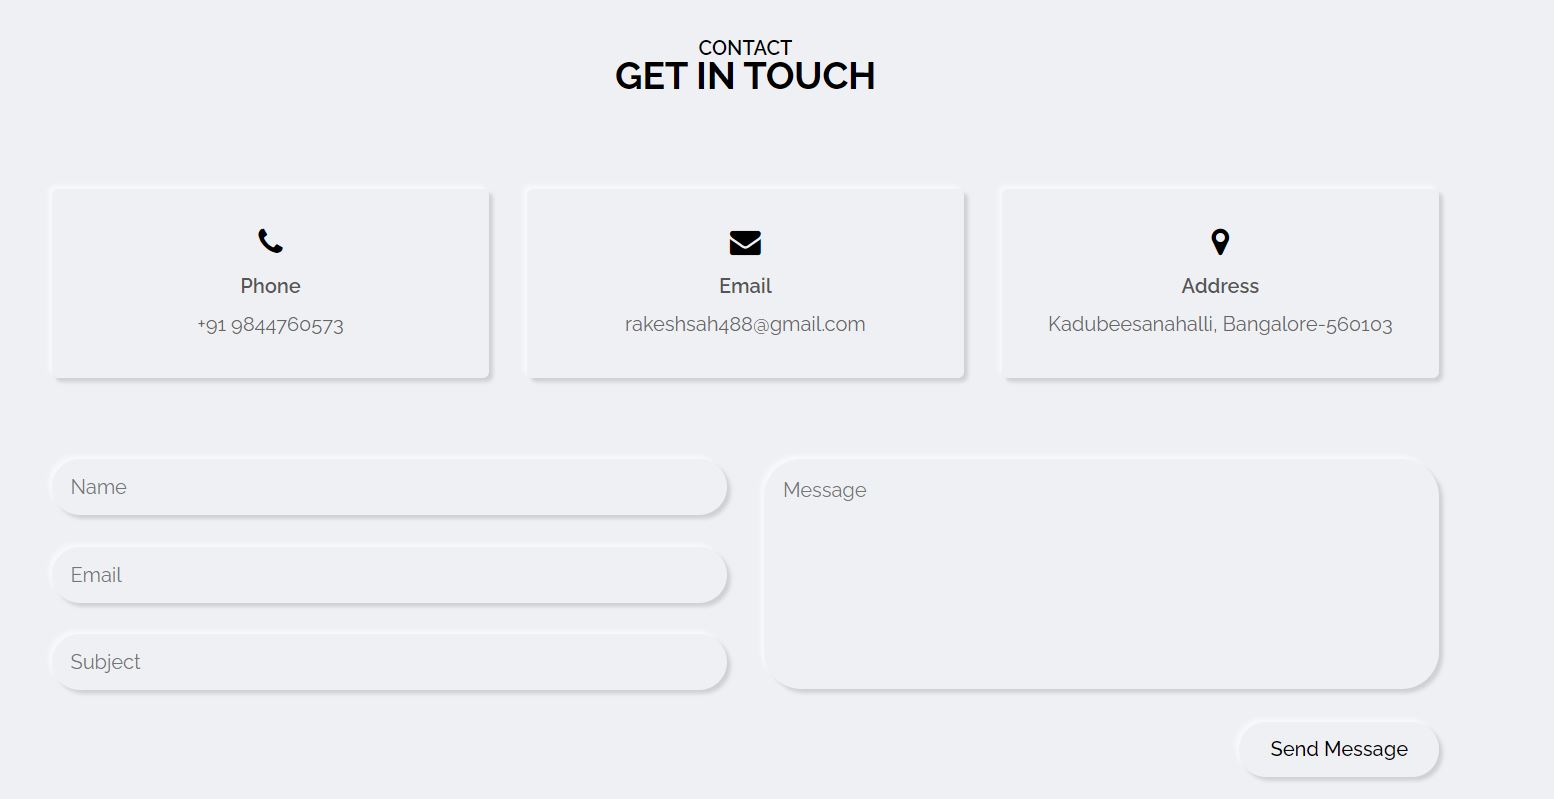 CONTACT
GET IN TOUCH
Phone
+91 9844760573
Email
rakeshsah488@gmail.com
Address
Kadubeesanahalli, Bangalore-560103
Name
Email
Subject
Message
Send Message